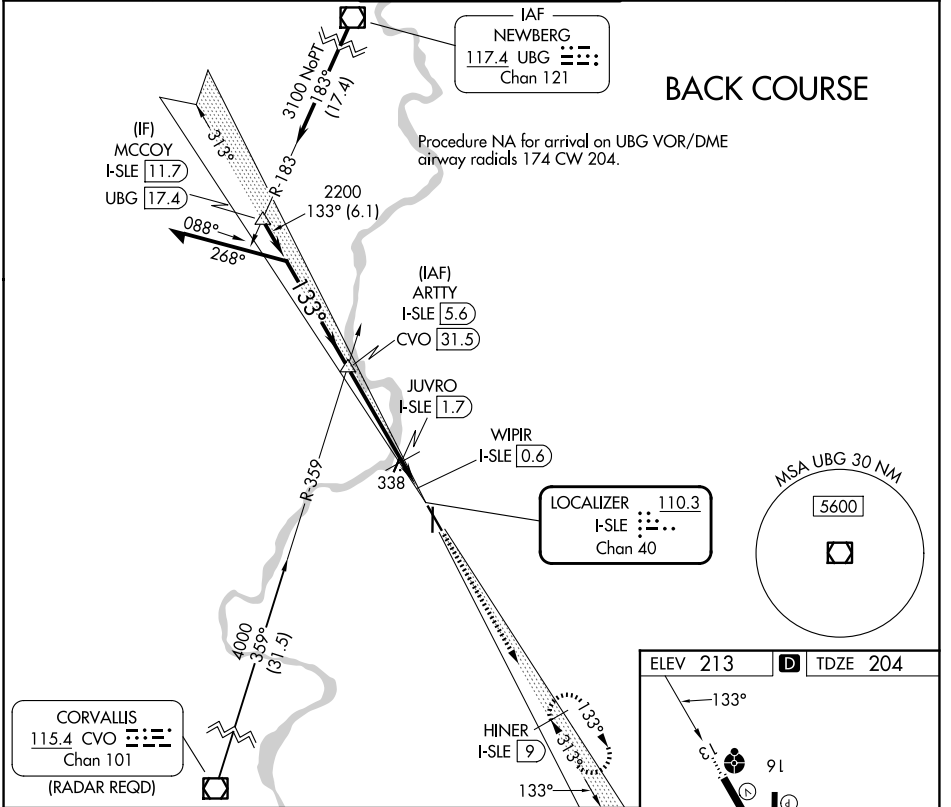 IAF
NEWBERG
117.4 UBG
Chan 121
BACK COURSE
Procedure NA for arrival on UBG VOR/DME
airway radials 174 CW 204.
3100 NoPT
183°
(17.4)
R-183
313°
(IF)
MCCOY
I-SLE 11.7
UBG 17.4
2200
133° (6.1)
088°
268°
133°
(IAF)
ARTTY
I-SLE 5.6
CVO 31.5
JUVRO
I-SLE 1.7
WIPIR
I-SLE 0.6
338
LOCALIZER 110.3
I-SLE
Chan 40
MSA UBG 30 NM
5600
R-359
4000
359°
(31.5)
CORVALLIS
115.4 CVO
Chan 101
(RADAR REQD)
HINER
I-SLE 9
133°
313°
133°
ELEV 213
D
TDZE 204
133°
13
16
V
P